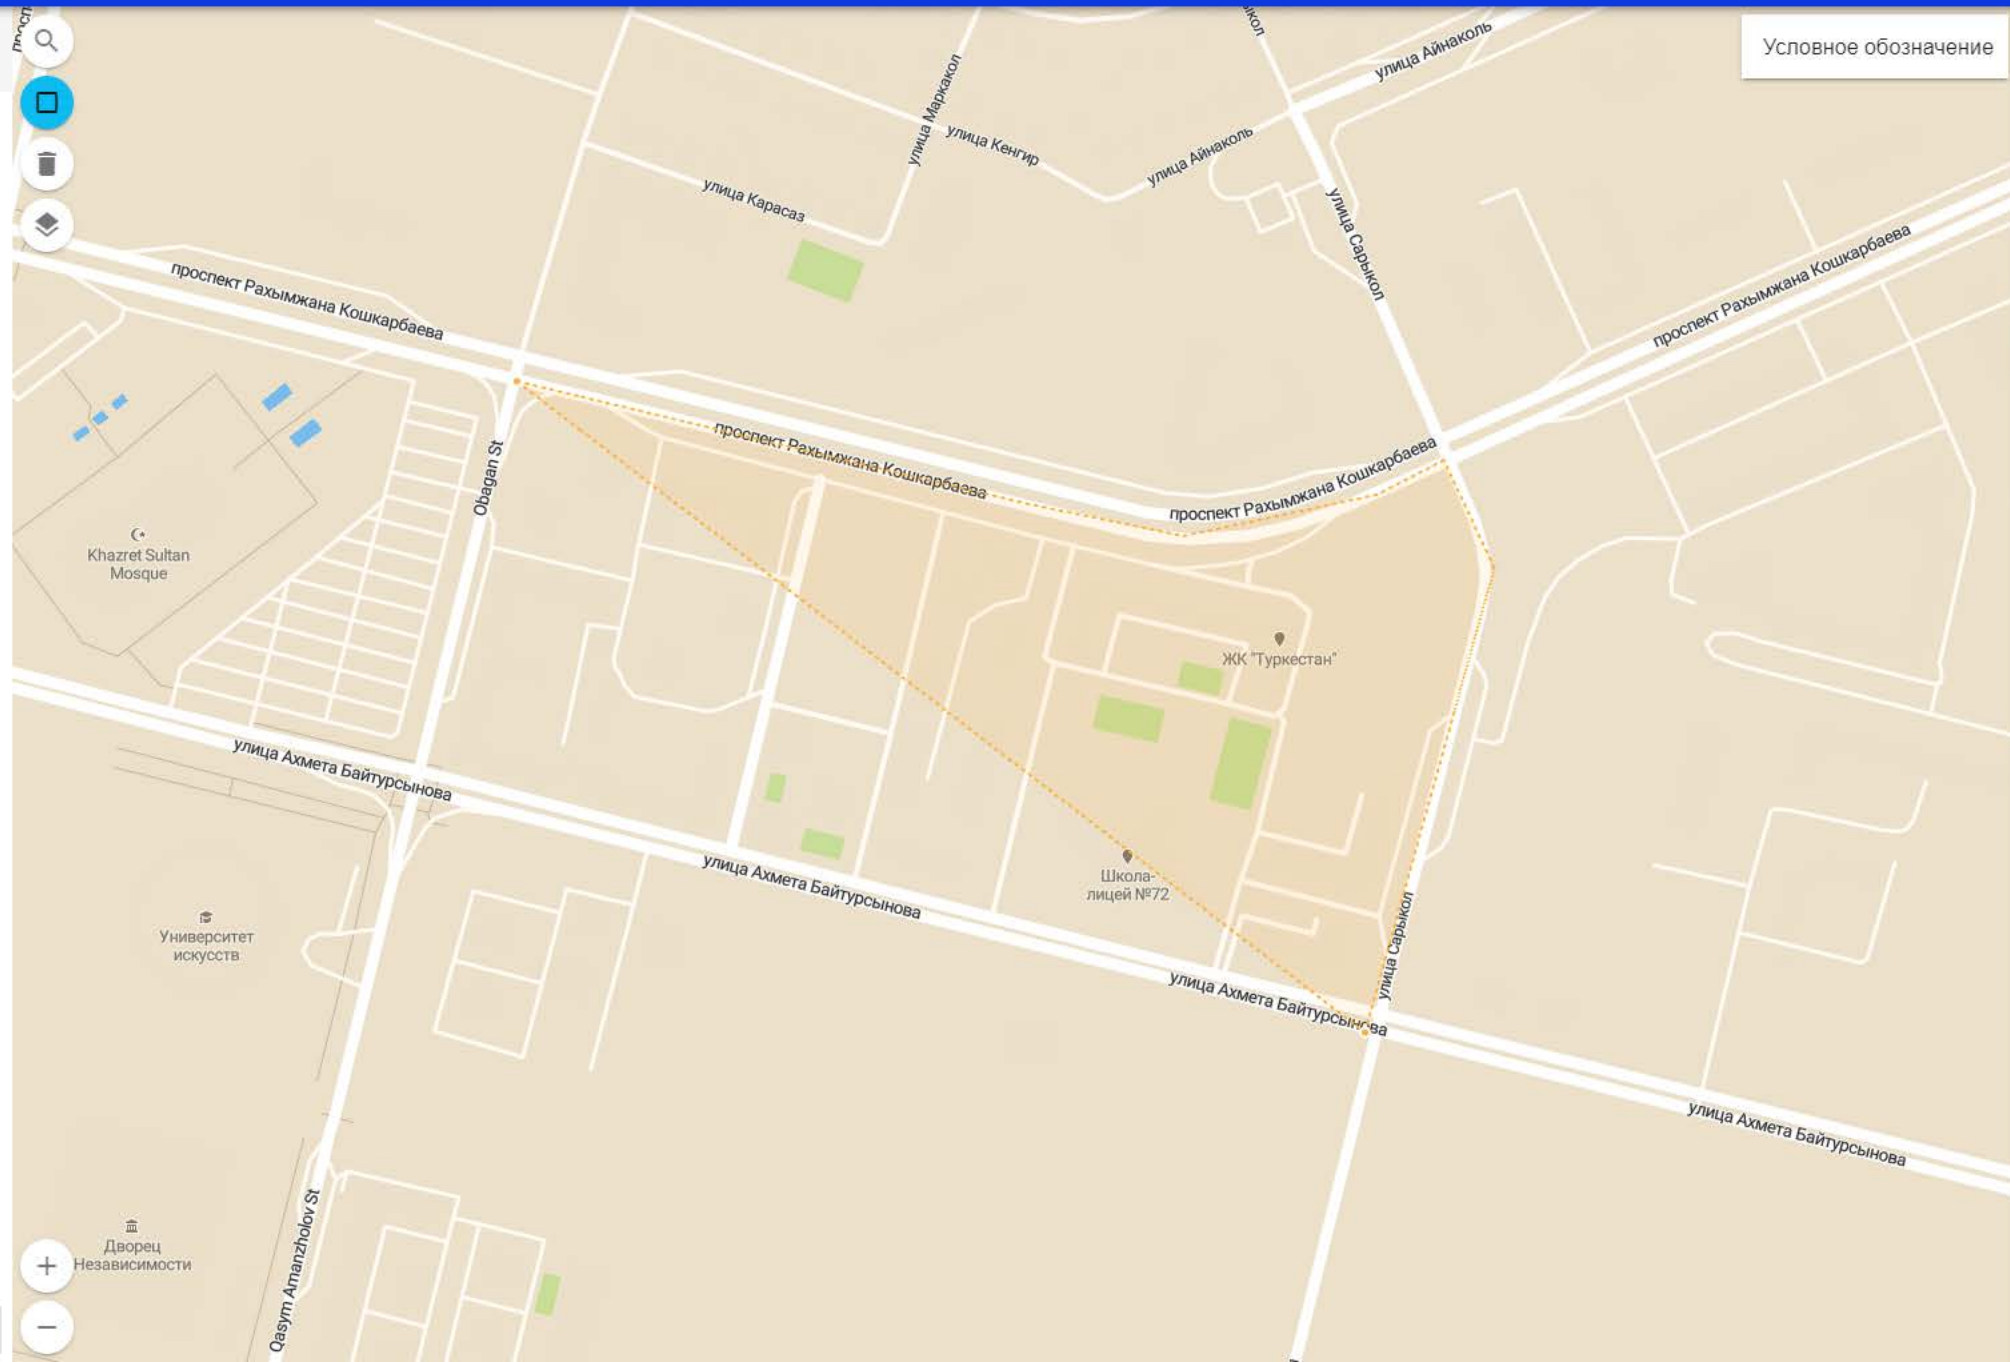 Условное обозначение
улица Айнаколь
улица Маркакол
улица Кенгир
улица Айнаколь
улица Карасаз
улица Сарыкол
проспект Рахымжана Кошкарбаева
проспект Рахымжана Кошкарбаева
проспект Рахымжана Кошкарбаева
проспект Рахымжана Кошкарбаева
Obagan St
Khazret Sultan
Mosque
ЖК "Туркестан"
улица Ахмета Байтурсынова
улица Ахмета Байтурсынова
Школа-
лицей №72
Университет
искусств
улица Сарыкол
улица Ахмета Байтурсынова
улица Ахмета Байтурсынова
Qasym Amanzholov St
Дворец
Независимости